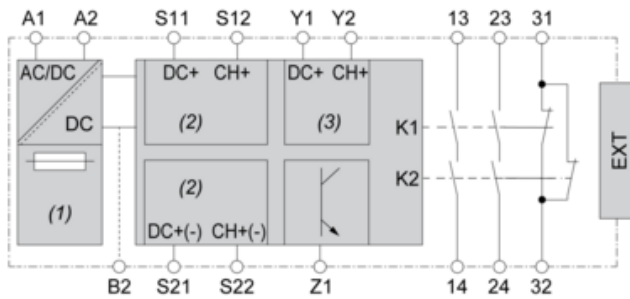 A1 A2 S11 S12 Y1 Y2 13 23 31
AC/DC DC+ CH+ DC+ CH+
DC (2) (3) K1 EXT
(2) K2
(1) DC+(-) CH+(-)
B2 S21 S22 Z1 14 24 32